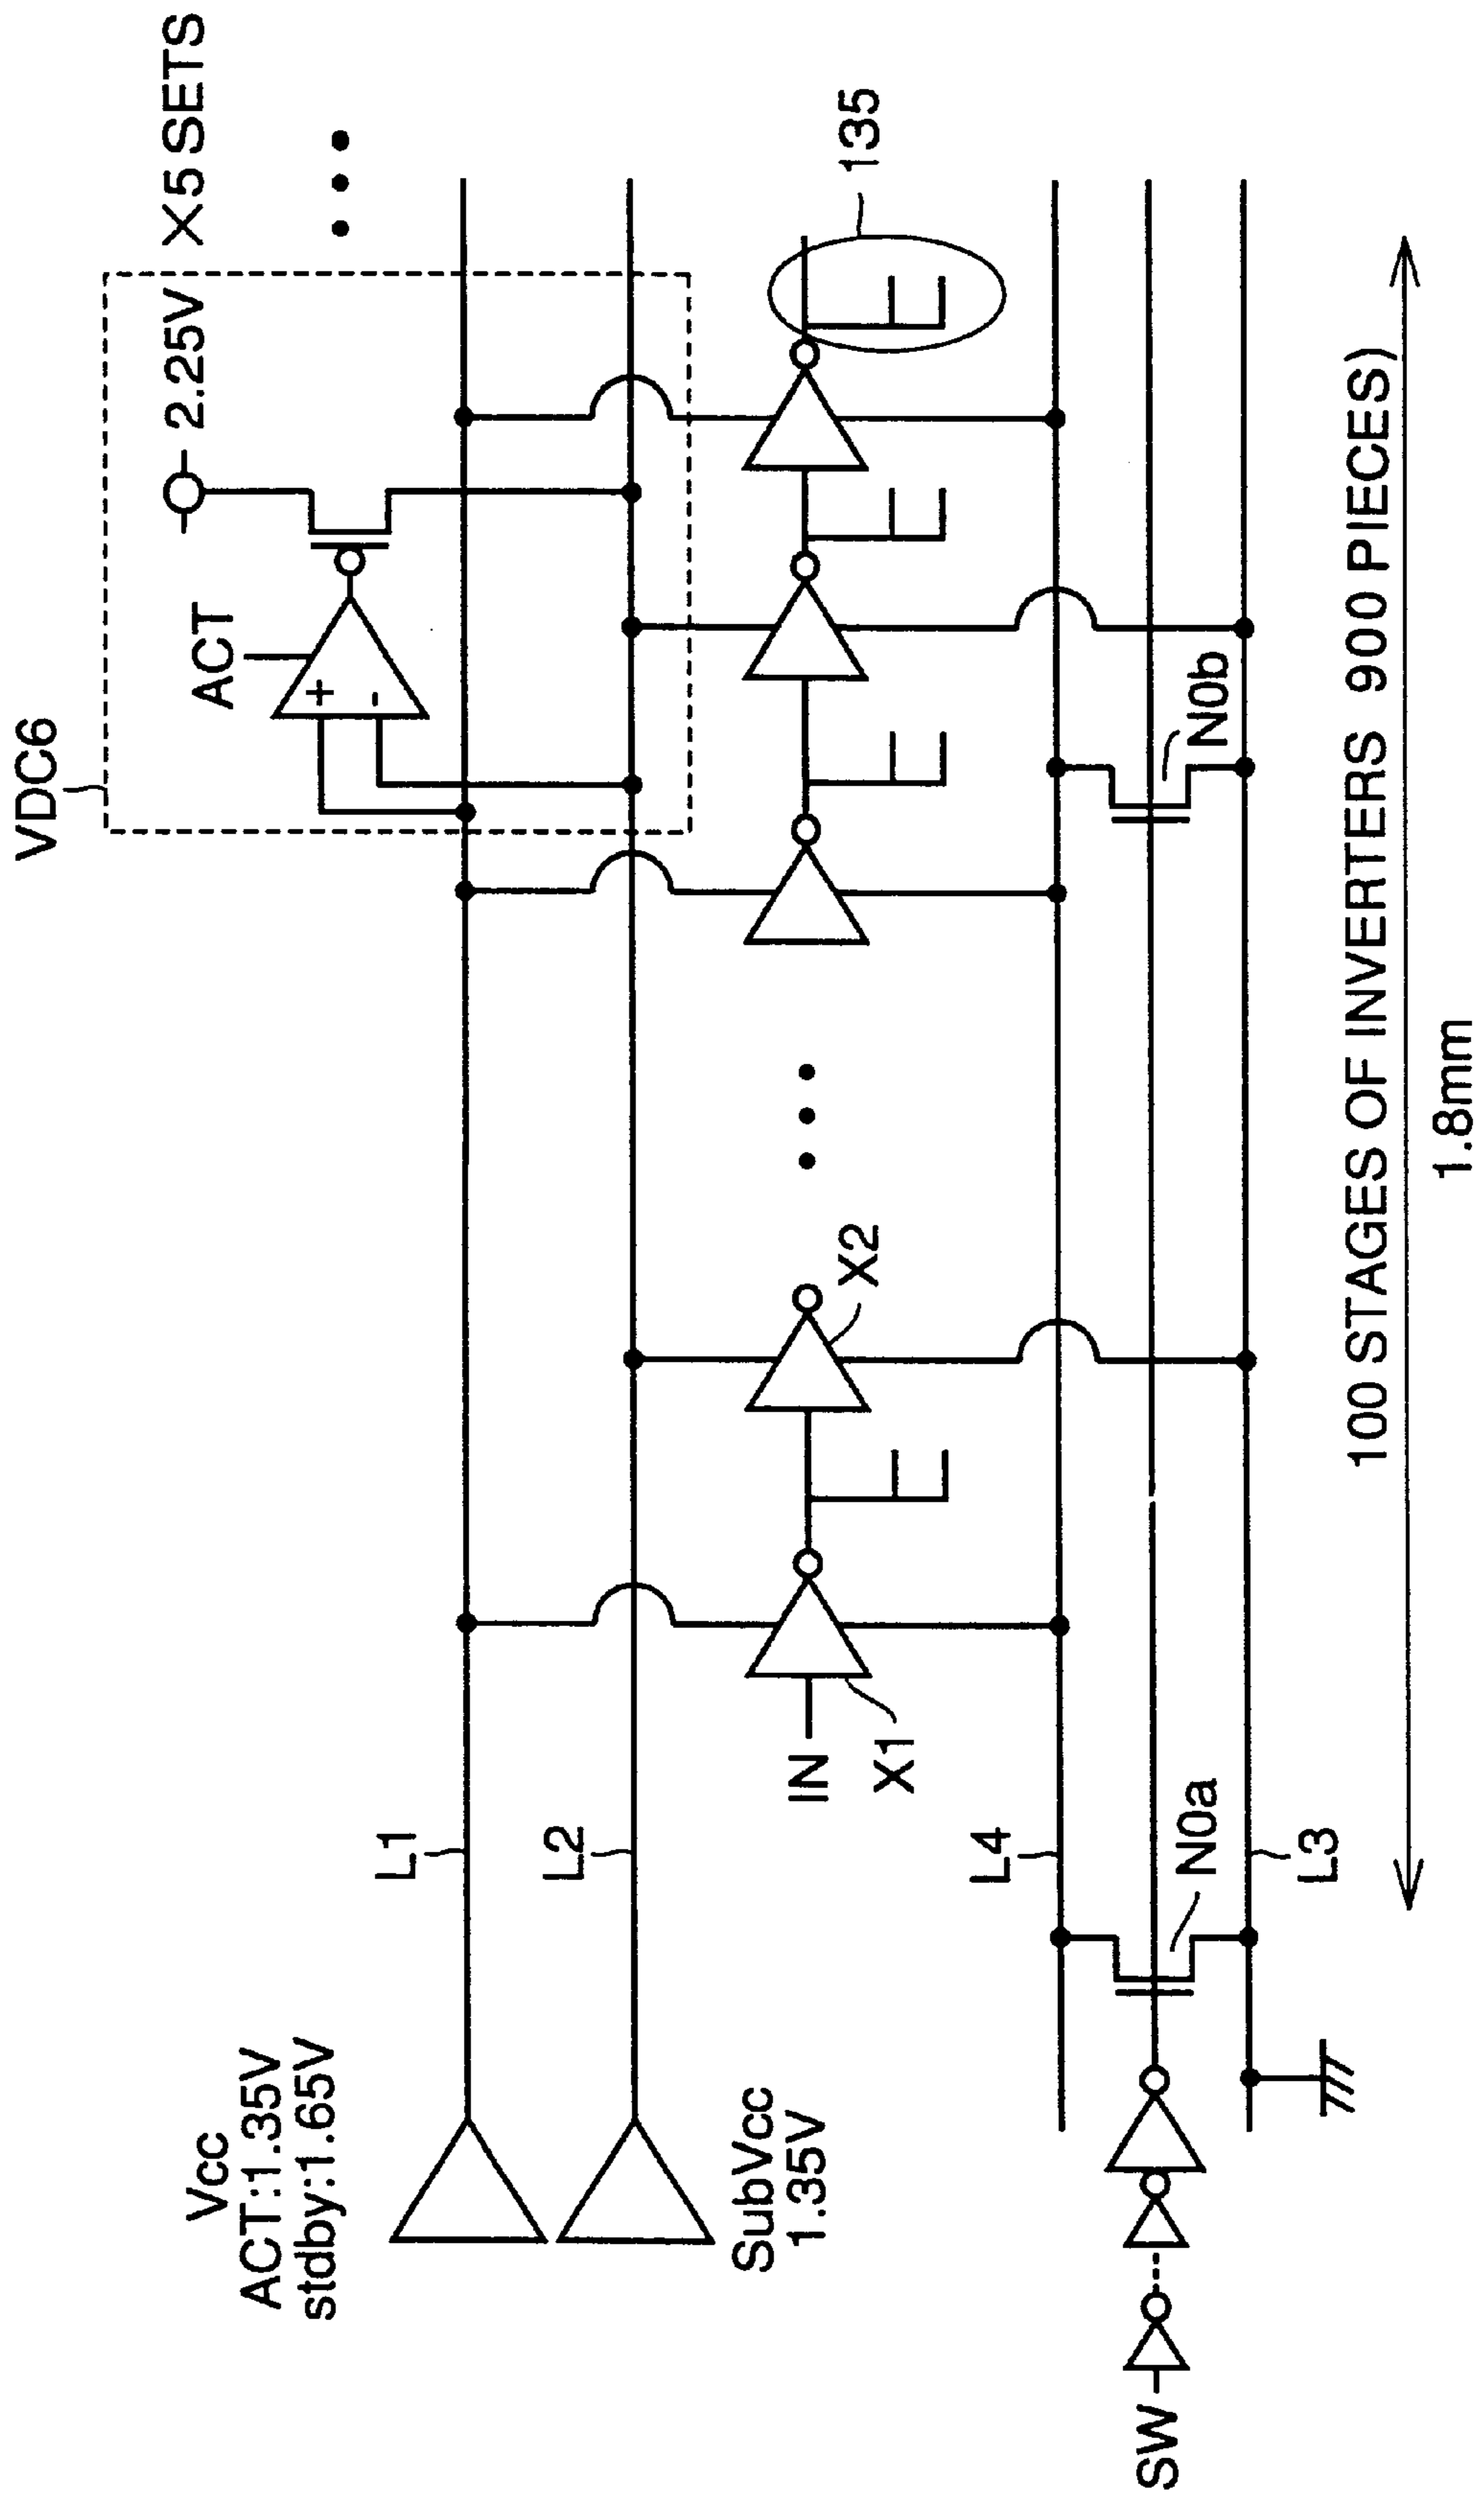 VDC6
ACT
2.25V
X5 SETS
Vcc
ACT:1.35V
stdby:1.65V
L1
L2
SubVcc
1.35V
IN
X1
X2
135
L4
N0a
N0b
L3
SW
100 STAGES OF INVERTERS 900 PIECES)
1.8mm
+
-